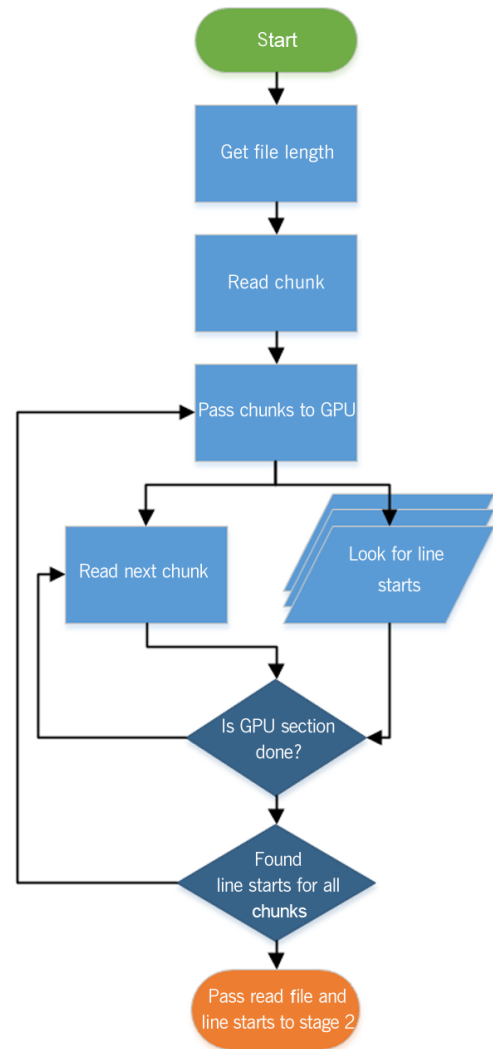 Start
Get file length
Read chunk
Pass chunks to GPU
Read next chunk
Look for line
starts
Is GPU section
done?
Found
line starts for all
chunks
Pass read file and
line starts to stage 2